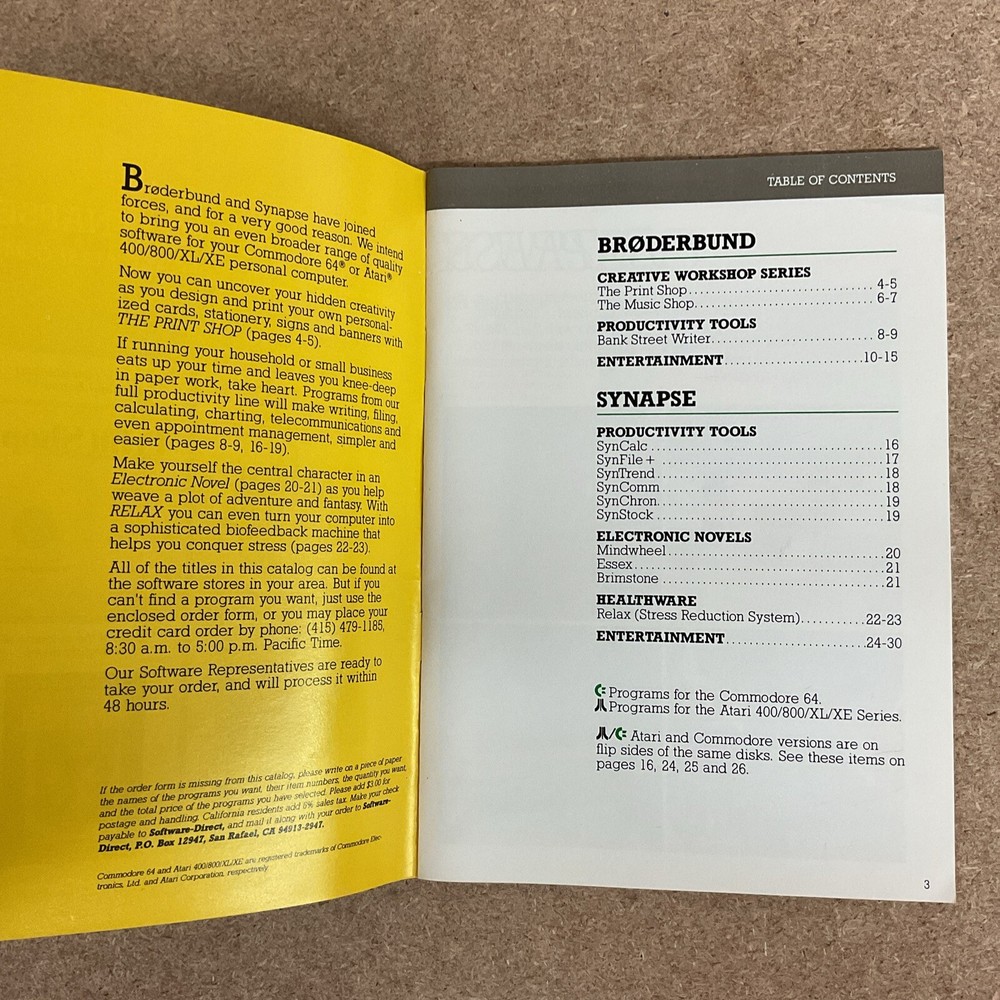 Brøderbund and Synapse have joined
forces, and for a very good reason. We intend
to bring you an even broader range of quality
software for your Commodore 64® or Atari®
400/800/XL/XE personal computer.
Now you can uncover your hidden creativity
as you design and print your own personal-
ized cards, stationery, signs and banners with
THE PRINT SHOP (pages 4-5).
If running your household or small business
eats up your time and leaves you knee-deep
in paper work, take heart. Programs from our
full productivity line will make writing, filing,
calculating, charting, telecommunications and
even appointment management, simpler and
easier (pages 8-9, 16-19).
Make yourself the central character in an
Electronic Novel (pages 20-21) as you help
weave a plot of adventure and fantasy. With
RELAX you can even turn your computer into
a sophisticated biofeedback machine that
helps you conquer stress (pages 22-23).
All of the titles in this catalog can be found at
the software stores in your area. But if you
can't find a program you want, just use the
enclosed order form, or you may place your
credit card order by phone: (415) 479-1185,
8:30 a.m. to 5:00 p.m. Pacific Time.
Our Software Representatives are ready to
take your order, and will process it within
48 hours.
If the order form is missing from this catalog, please write on a piece of paper
the names of the programs you want, their item numbers, the quantity you want,
and the total price of the programs you have selected. Please add $3.00 for
postage and handling. California residents add 6% sales tax. Make your check
payable to Software-Direct, and mail it along with your order to Software-
Direct, P.O. Box 12947, San Rafael, CA 94913-2947.
Commodore 64 and Atari 400/800/XL/XE are registered trademarks of Commodore Elec-
tronics, Ltd. and Atari Corporation, respectively.
TABLE OF CONTENTS
BRØDERBUND
CREATIVE WORKSHOP SERIES
The Print Shop 4-5
The Music Shop 6-7
PRODUCTIVITY TOOLS
Bank Street Writer 8-9
ENTERTAINMENT 10-15
SYNAPSE
PRODUCTIVITY TOOLS
SynCalc 16
SynFile+ 17
SynTrend 18
SynComm 18
SynChron 19
SynStock 19
ELECTRONIC NOVELS
Mindwheel 20
Essex 21
Brimstone 21
HEALTHWARE
Relax (Stress Reduction System) 22-23
ENTERTAINMENT 24-30
Programs for the Commodore 64.
Programs for the Atari 400/800/XL/XE Series.
/ Atari and Commodore versions are on
flip sides of the same disks. See these items on
pages 16, 24, 25 and 26.
3